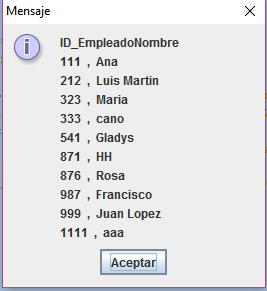 Mensaje
ID_EmpleadoNombre
111 , Ana
212 , Luis Martin
323 , Maria
333 , cano
541 , Gladys
871 , HH
876 , Rosa
987 , Francisco
999 , Juan Lopez
1111 , aaa
Aceptar